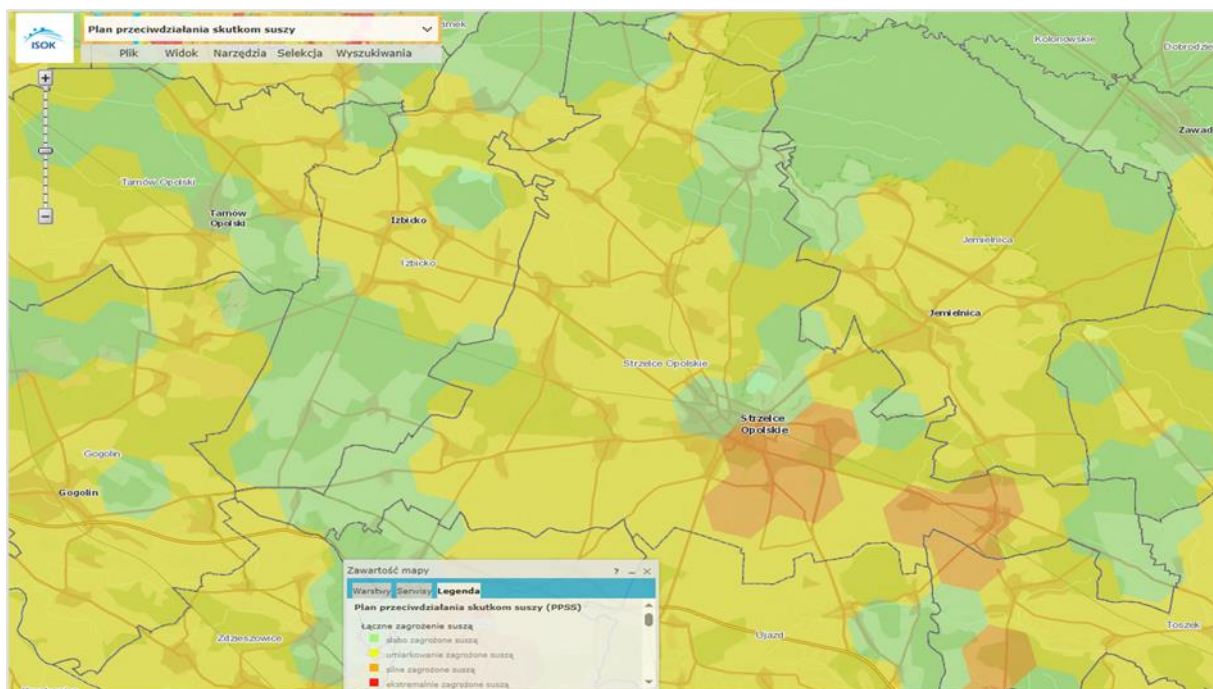 ISOK
Plan przeciwdziałania skutkom suszy
Plik Widok Narzędzia Selekcja Wyszukiwania
Kolonowskie
Zawad
Tarnów Opolski
Tarnów
Opolski
Izbicko
Izbicko
Jemielnica
Jemielnica
Strzelce Opolskie
Strzelce
Opolskie
Gogolin
Gogolin
Zdzieszowice
Ujazd
Toszek
Zawartość mapy
Warstwy Serwisy Legenda
Plan przeciwdziałania skutkom suszy (PPSS)
Łączne zagrożenie suszą
słabo zagrożone suszą
umiarkowanie zagrożone suszą
silnie zagrożone suszą
ekstremalnie zagrożone suszą